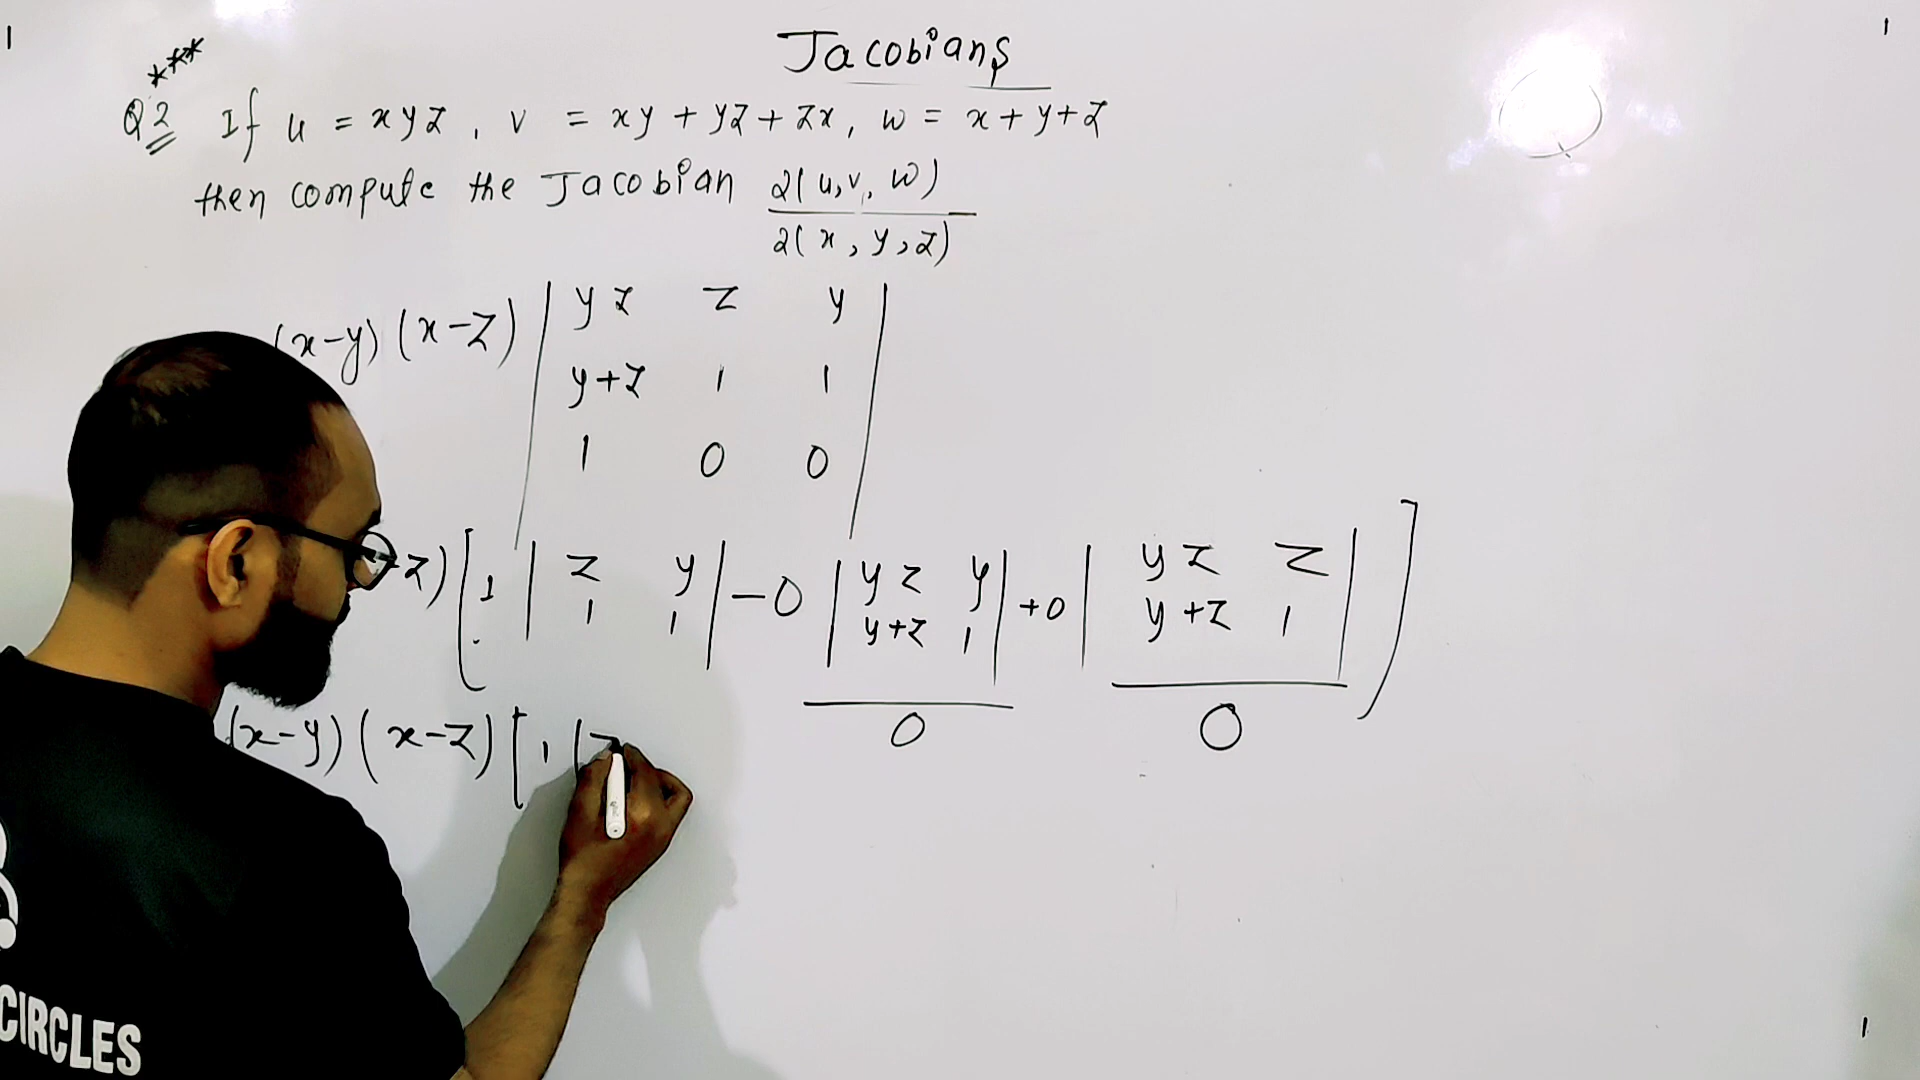 Jacobians
***
Q2 If u = xyz, v = xy + yz + zx, w = x + y + z
then compute the Jacobian ∂(u,v,w)
∂(x,y,z)
(x-y)(x-z) | yz z y |
| y+z 1 1 |
| 1 0 0 |
-z) [ 1 | z y | -0 | yz y | +0 | yz z | ]
| 1 1 | | y+z 1 | | y+z 1 |
0 0
(x-y)(x-z) [ 1 (z
CIRCLES